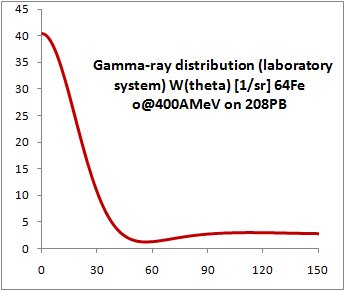 45
40
35
30
25
20
15
10
5
0
Gamma-ray distribution (laboratory
system) W(theta) [1/sr] 64Fe
o@400AMeV on 208PB
0 30 60 90 120 150